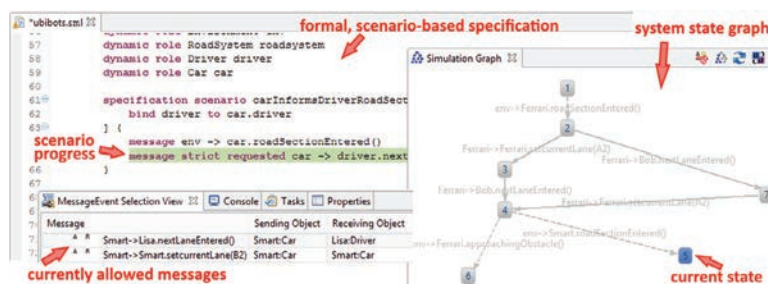 *ubibots.sml
formal, scenario-based specification
57 dynamic role RoadSystem roadsystem
58 dynamic role Driver driver
59 dynamic role Car car
60
61 specification scenario carInformsDriverRoadSect
62 bind driver to car.driver
63 ] {
64 message env -> car.roadSectionEntered()
scenario progress
65 message strict requested car -> driver.next
66 }
MessageEvent Selection View Console Tasks Properties
Message Sending Object Receiving Object
Smart->Lisa.nextLaneEntered() Smart:Car Lisa:Driver
Smart->Smart.setcurrentLane(B2) Smart:Car Smart:Car
currently allowed messages
system state graph
Simulation Graph
1
env->Ferrari.roadSectionEntered()
2
Ferrari->Ferrari.setcurrentLane(A2)
Ferrari->Bob.nextLaneEntered()
3
7
Ferrari->Bob.nextLaneEntered()
4
env->Smart.roadSectionEntered()
env->Ferrari.approachingObstacle()
5
6
current state